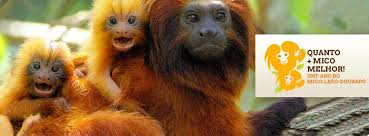 QUANTO
+ MICO
MELHOR!
2017: ANO DO
MICO-LEÃO-DOURADO